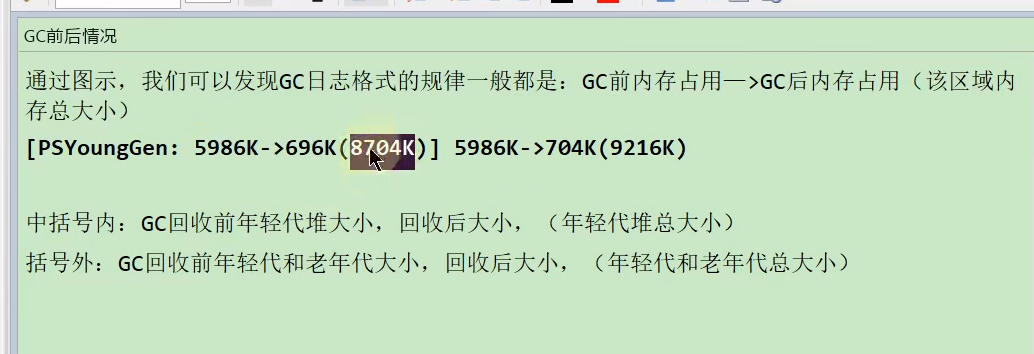 GC前后情况
通过图示，我们可以发现GC日志格式的规律一般都是：GC前内存占用—>GC后内存占用（该区域内
存总大小）
[PSYoungGen: 5986K->696K(8704K)] 5986K->704K(9216K)
中括号内：GC回收前年轻代堆大小，回收后大小，（年轻代堆总大小）
括号外：GC回收前年轻代和老年代大小，回收后大小，（年轻代和老年代总大小）